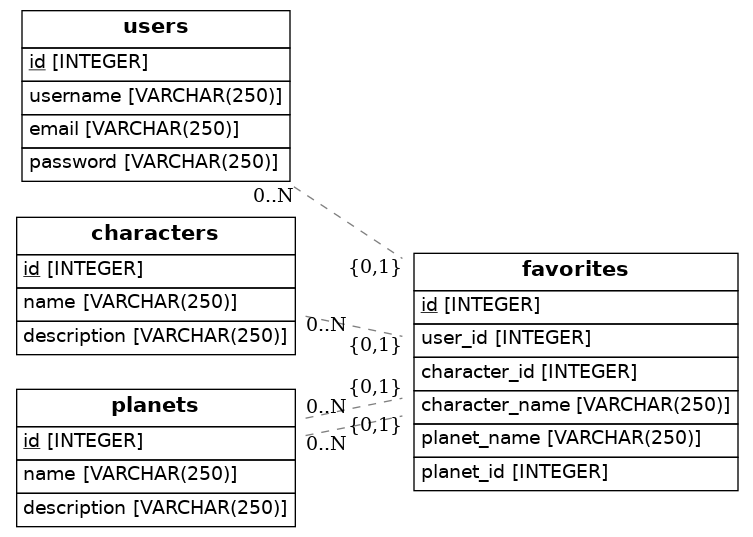 users
id [INTEGER]
username [VARCHAR(250)]
email [VARCHAR(250)]
password [VARCHAR(250)]
0..N
{0,1}
characters
id [INTEGER]
name [VARCHAR(250)]
description [VARCHAR(250)]
0..N
{0,1}
planets
id [INTEGER]
name [VARCHAR(250)]
description [VARCHAR(250)]
0..N
{0,1}
0..N
{0,1}
favorites
id [INTEGER]
user_id [INTEGER]
character_id [INTEGER]
character_name [VARCHAR(250)]
planet_name [VARCHAR(250)]
planet_id [INTEGER]